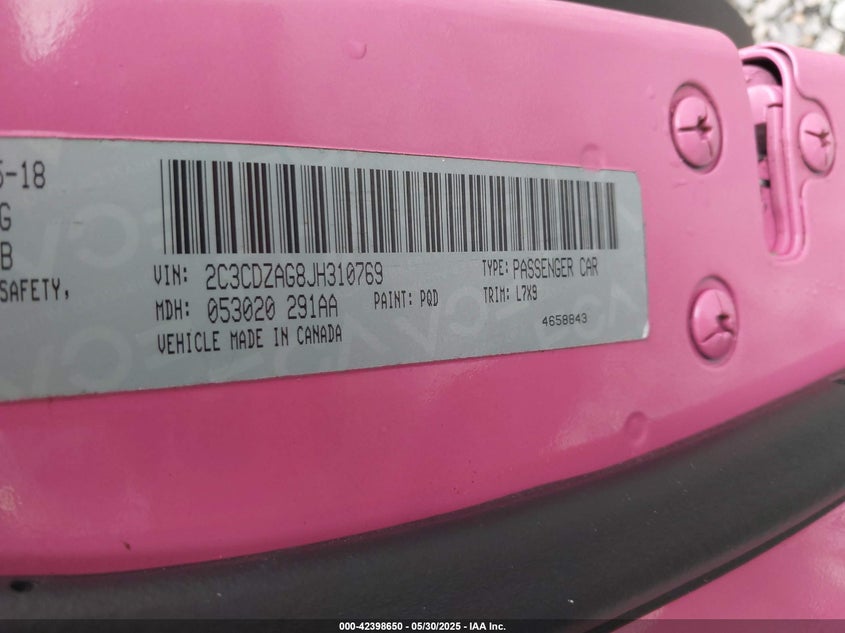 5-18
G
B
SAFETY,
VIN: 2C3CDZAG8JH310769 TYPE: PASSENGER CAR
MDH: 053020 291AA PAINT: PQD TRIM: L7X9
VEHICLE MADE IN CANADA 4658843
000-42398650 — 05/30/2025 — IAA Inc.